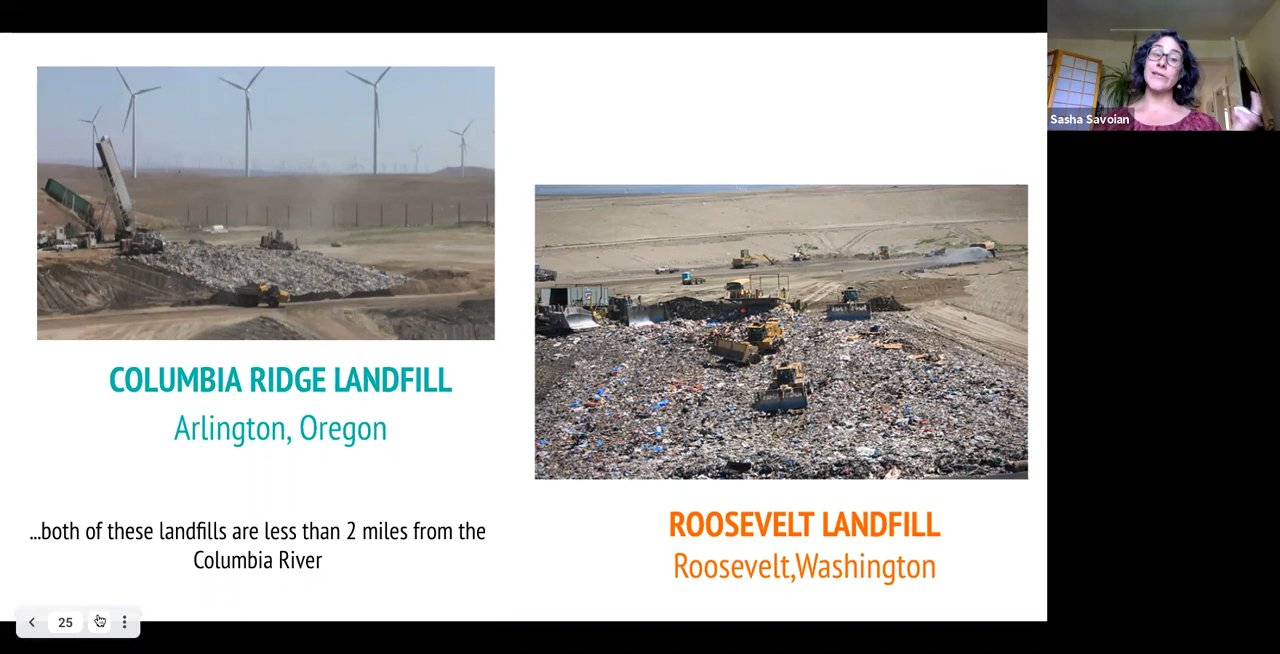 Sasha Savoian
COLUMBIA RIDGE LANDFILL
Arlington, Oregon
...both of these landfills are less than 2 miles from the
Columbia River
ROOSEVELT LANDFILL
Roosevelt,Washington
25